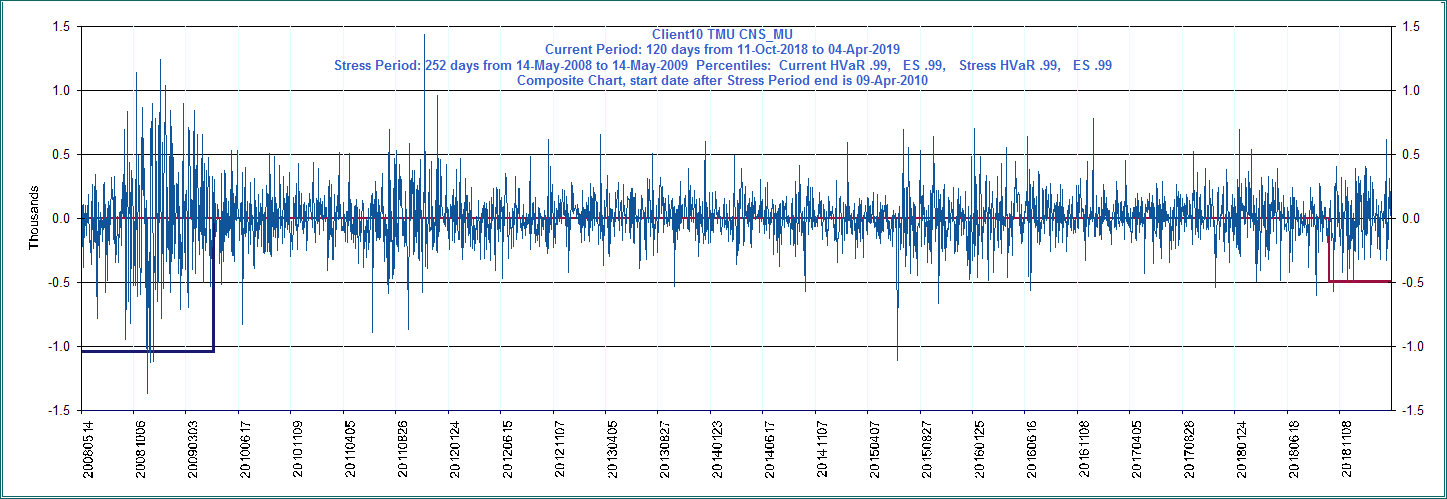 Client10 TMU CNS_MU
Current Period: 120 days from 11-Oct-2018 to 04-Apr-2019
Stress Period: 252 days from 14-May-2008 to 14-May-2009 Percentiles: Current HVaR .99, ES .99, Stress HVaR .99, ES .99
Composite Chart, start date after Stress Period end is 09-Apr-2010
Thousands
1.5 1.5
1.0 1.0
0.5 0.5
0.0 0.0
-0.5 -0.5
-1.0 -1.0
-1.5 -1.5
20080514 20081006 20090303 20100617 20101109 20110405 20110826 20120124 20120615 20121107 20130405 20130827 20140123 20140617 20141107 20150407 20150827 20160125 20160616 20161108 20170405 20170828 20180124 20180618 20181108